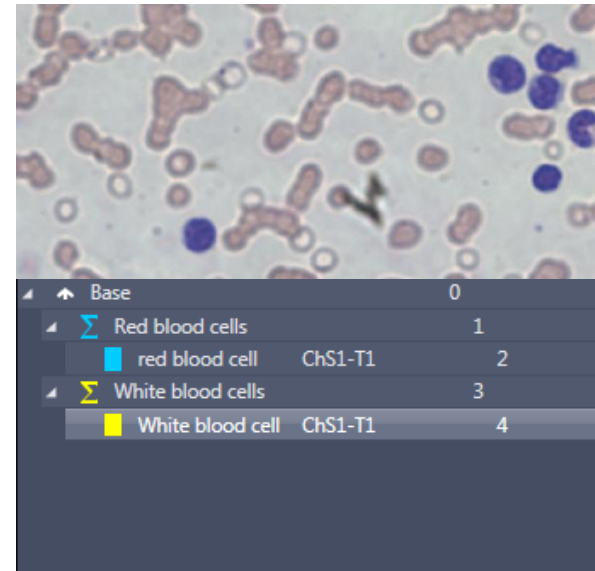 Base 0
Red blood cells 1
red blood cell ChS1-T1 2
White blood cells 3
White blood cell ChS1-T1 4